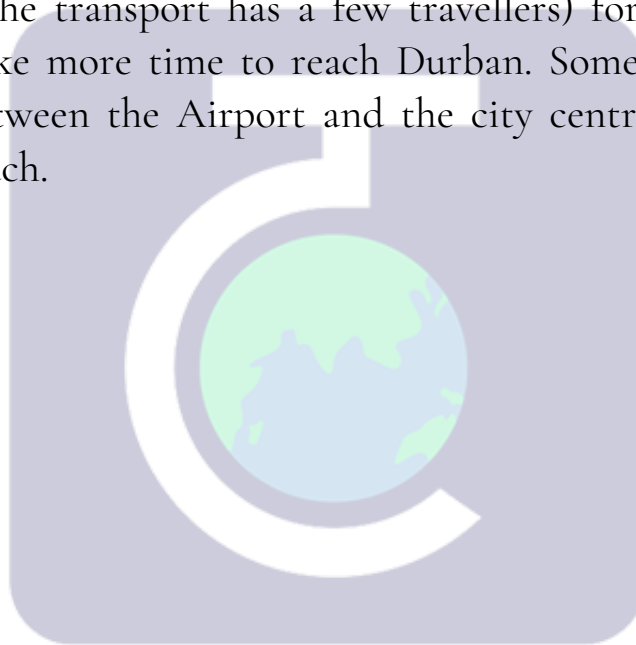 he transport has a few travellers) for
ke more time to reach Durban. Some
tween the Airport and the city centr
ch.